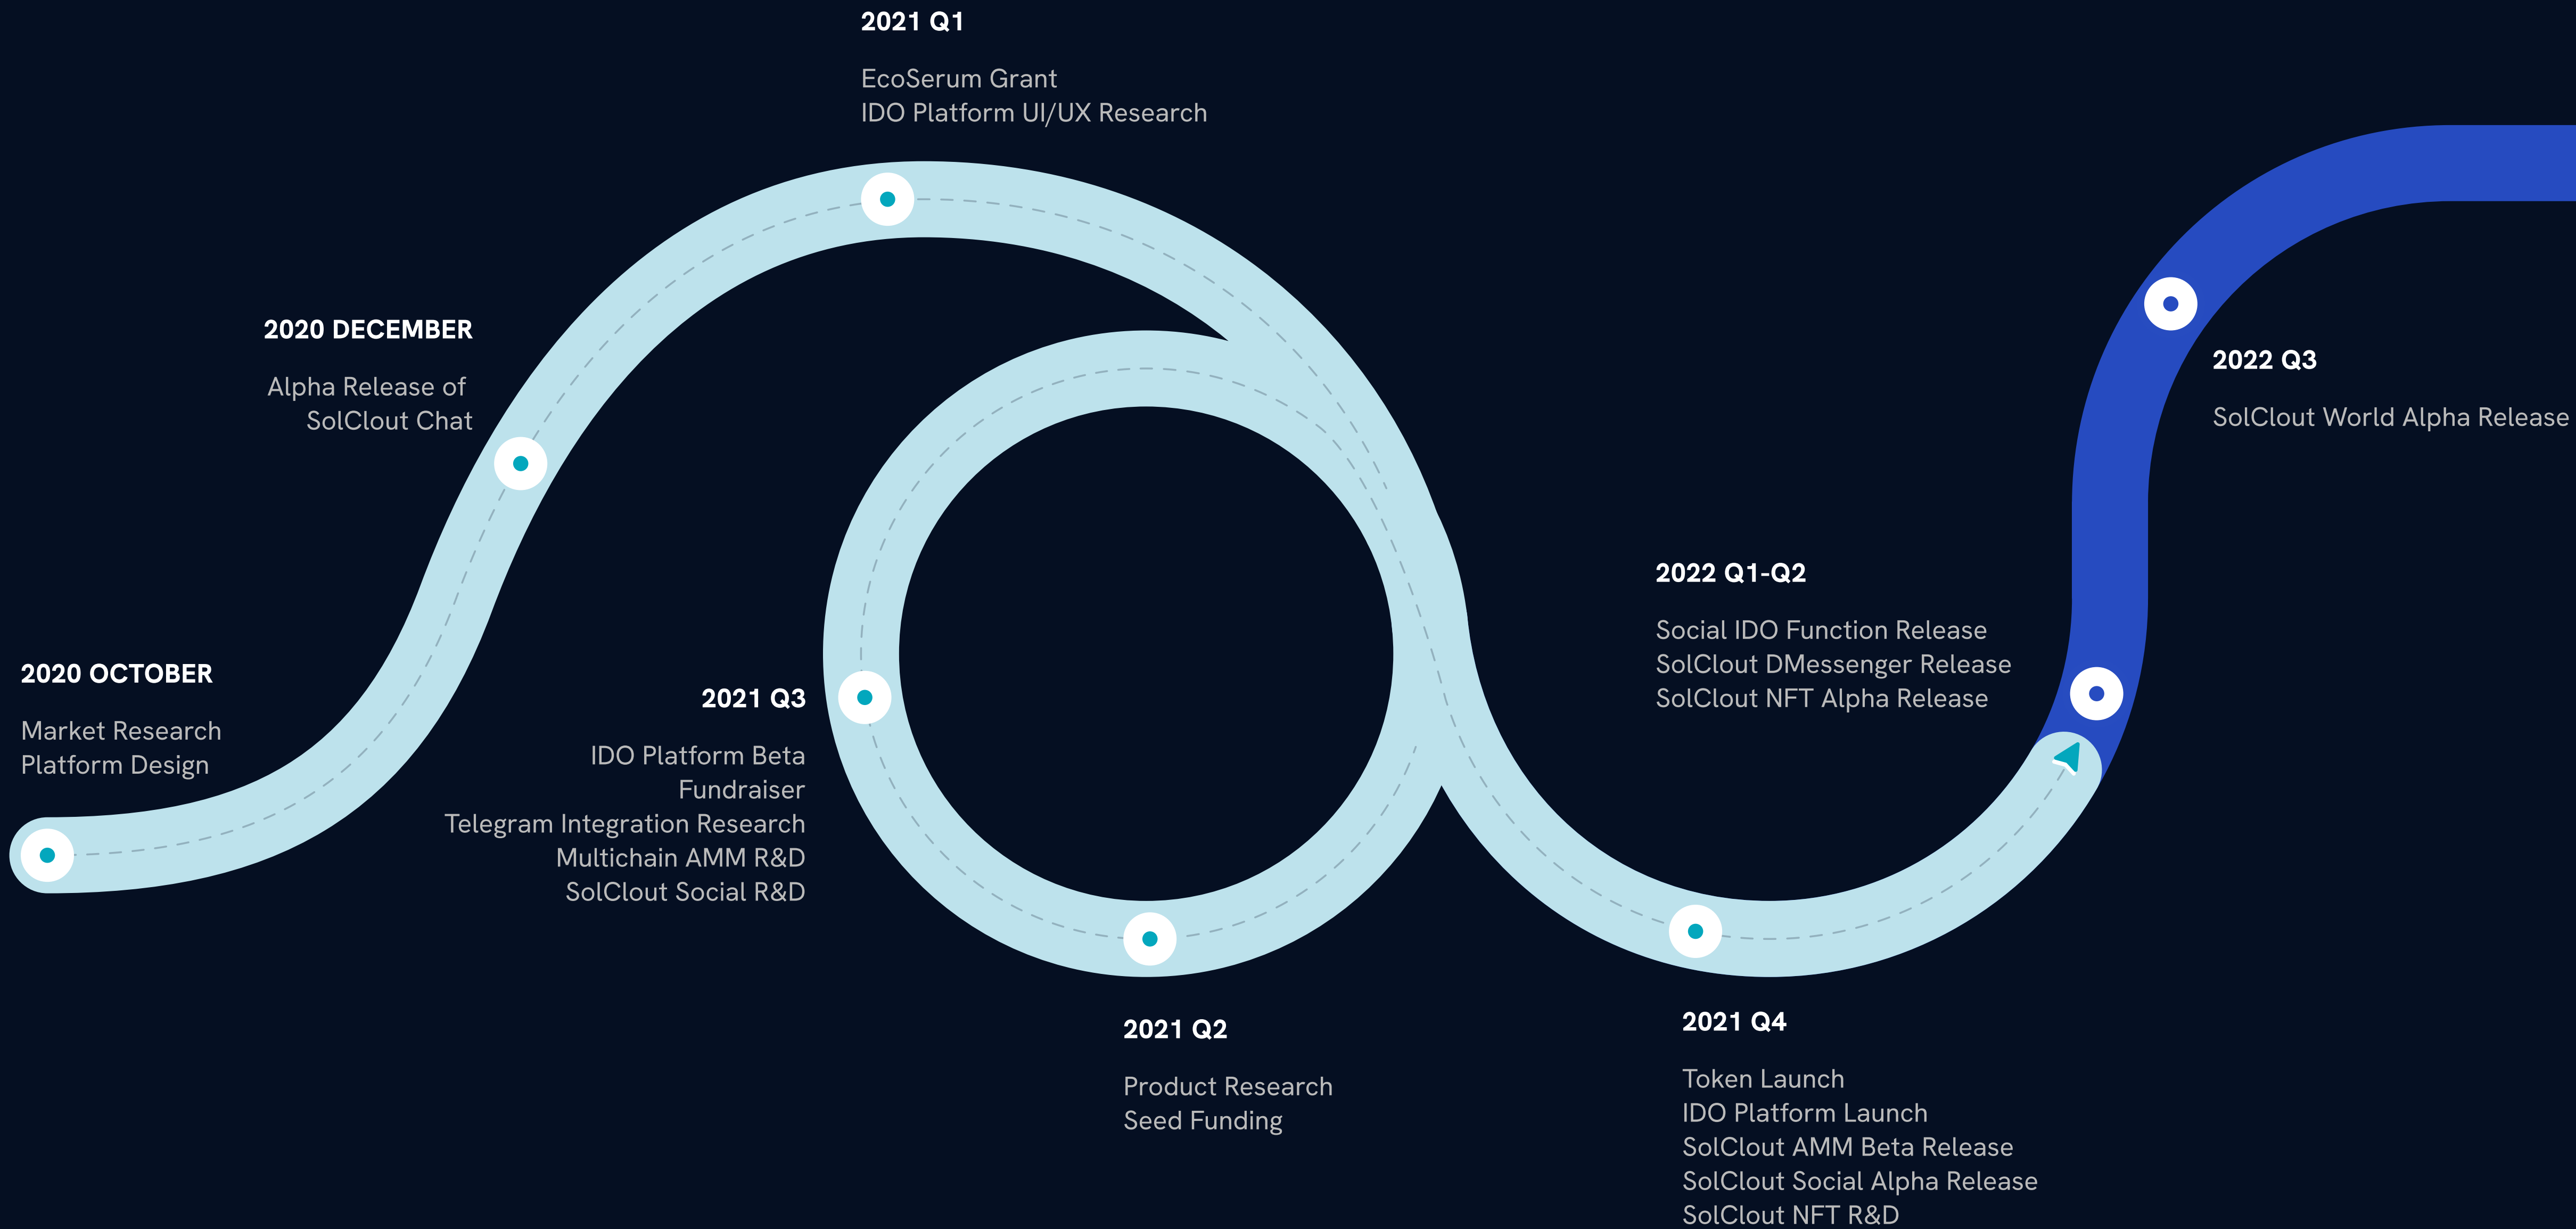 2020 OCTOBER
Market Research
Platform Design
2020 DECEMBER
Alpha Release of
SolClout Chat
2021 Q1
EcoSerum Grant
IDO Platform UI/UX Research
2021 Q2
Product Research
Seed Funding
2021 Q3
IDO Platform Beta
Fundraiser
Telegram Integration Research
Multichain AMM R&D
SolClout Social R&D
2021 Q4
Token Launch
IDO Platform Launch
SolClout AMM Beta Release
SolClout Social Alpha Release
SolClout NFT R&D
2022 Q1-Q2
Social IDO Function Release
SolClout DMessenger Release
SolClout NFT Alpha Release
2022 Q3
SolClout World Alpha Release